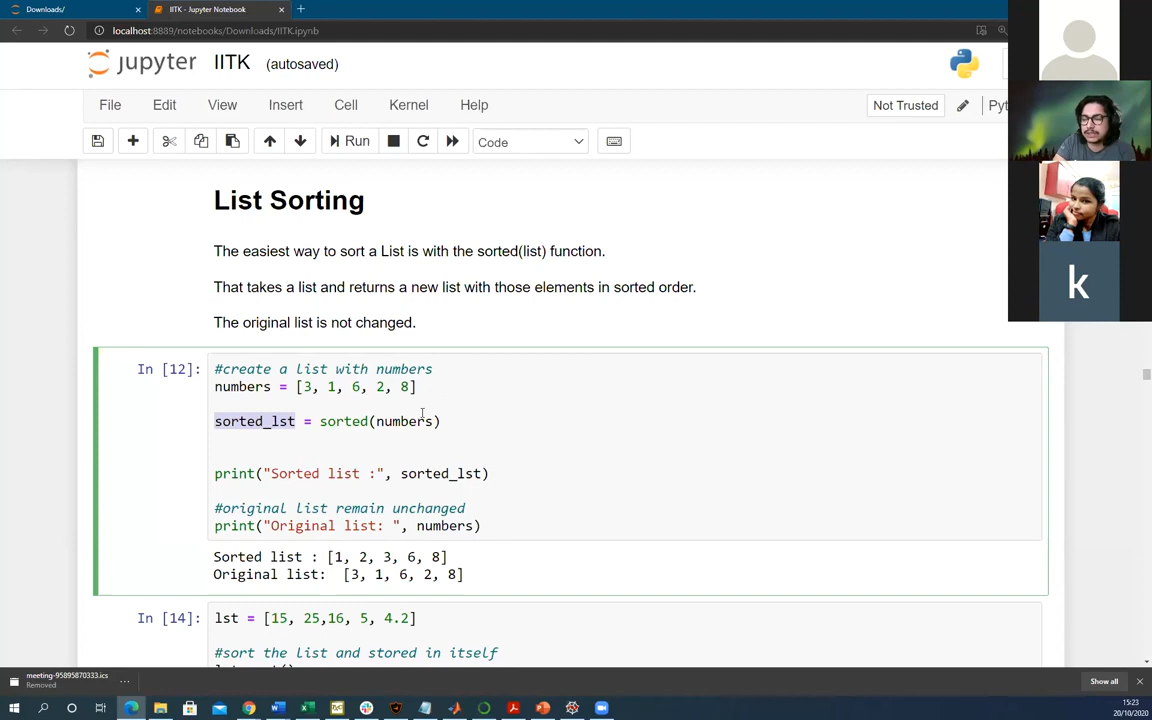 Downloads/
IITK - Jupyter Notebook
localhost:8889/notebooks/Downloads/IITK.ipynb
jupyter IITK (autosaved)
File Edit View Insert Cell Kernel Help
Not Trusted
Pyt
Run
Code
List Sorting
The easiest way to sort a List is with the sorted(list) function.
That takes a list and returns a new list with those elements in sorted order.
The original list is not changed.
In [12]:
#create a list with numbers
numbers = [3, 1, 6, 2, 8]
sorted_lst = sorted(numbers)
print("Sorted list :", sorted_lst)
#original list remain unchanged
print("Original list: ", numbers)
Sorted list : [1, 2, 3, 6, 8]
Original list:  [3, 1, 6, 2, 8]
In [14]:
lst = [15, 25,16, 5, 4.2]
#sort the List and stored in itself
k
meeting-95895870333.ics
Removed
Show all
15:23
20/10/2020